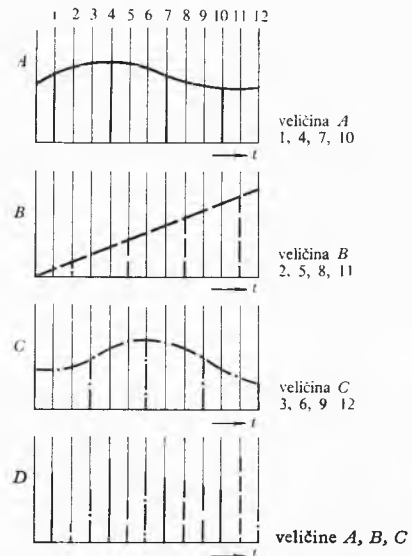 1 2 3 4 5 6 7 8 9 10 11 12
A
veličina A
1, 4, 7, 10
t
B
veličina B
2, 5, 8, 11
t
C
veličina C
3, 6, 9 12
t
D
veličine A, B, C
t